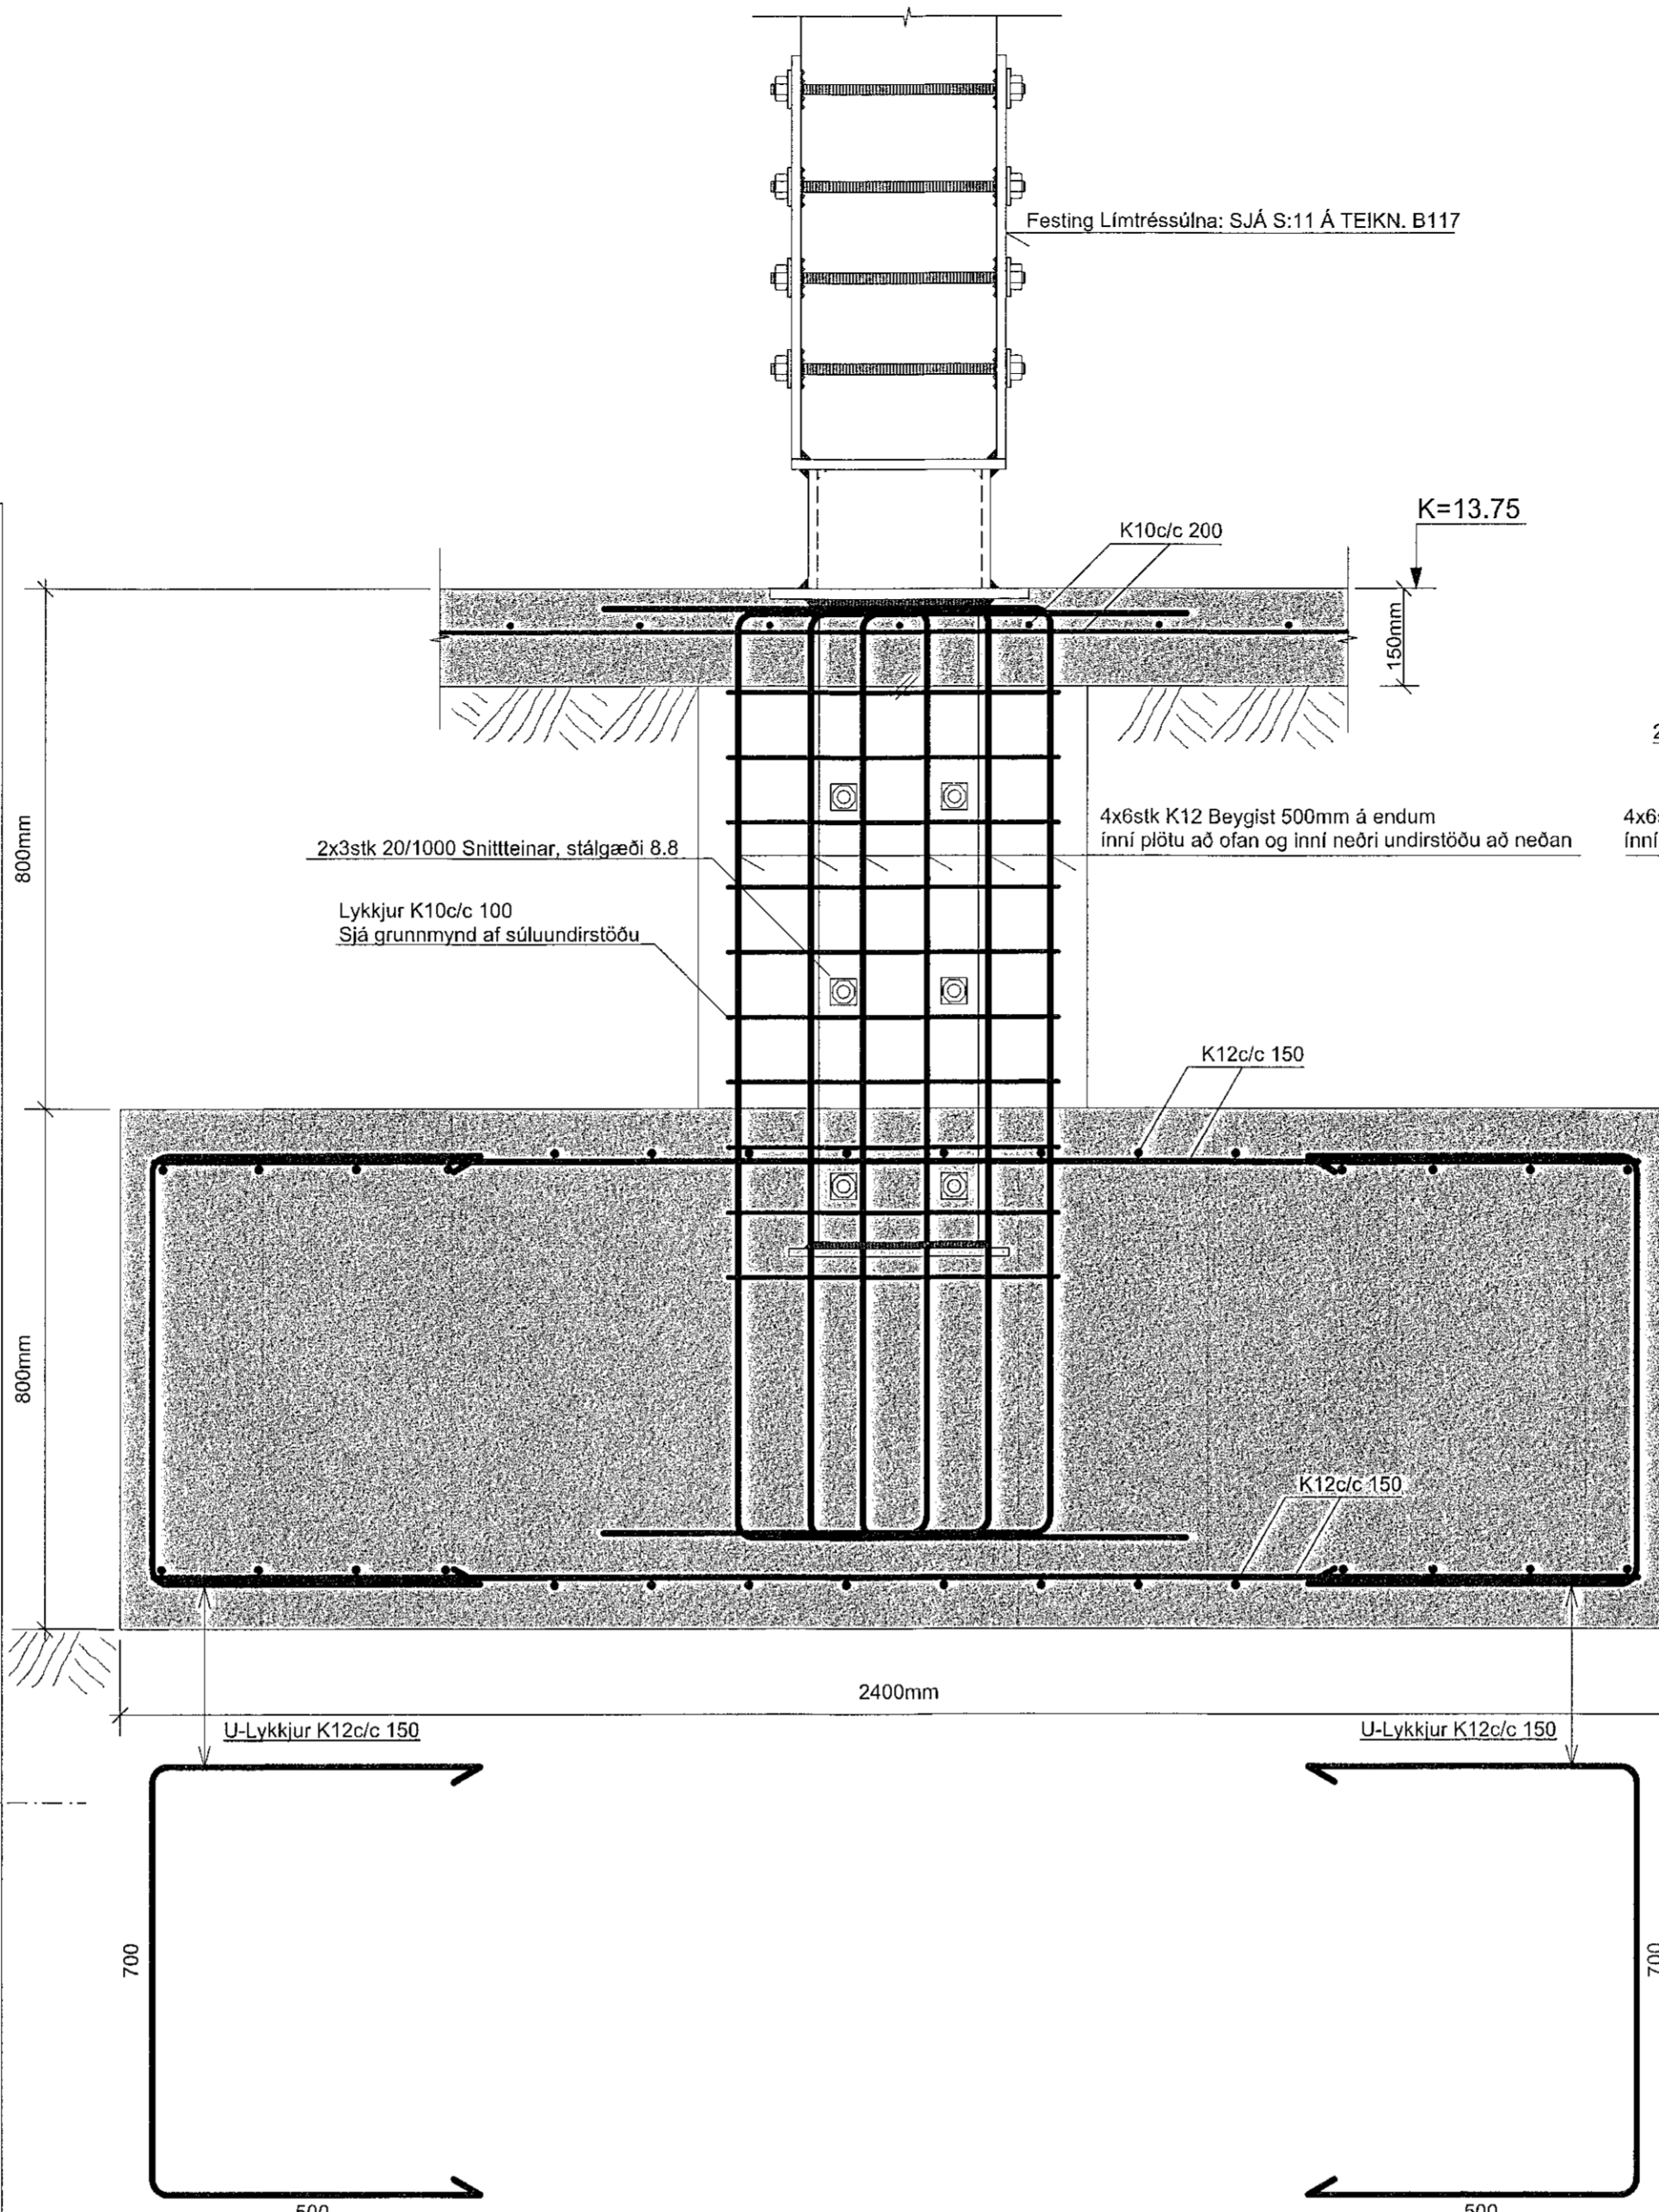 Festing Límtréssúlna: SJÁ S:11 Á TEIKN. B117
K=13.75
K10c/c 200
150mm
800mm
2x3stk 20/1000 Snittteinar, stálgæði 8.8
4x6stk K12 Beygist 500mm á endum
ínní plötu að ofan og inní neðri undirstöðu að neðan
Lykkjur K10c/c 100
Sjá grunnmynd af súluundirstöðu
K12c/c 150
800mm
K12c/c 150
2400mm
U-Lykkjur K12c/c 150
U-Lykkjur K12c/c 150
700
700
500
500